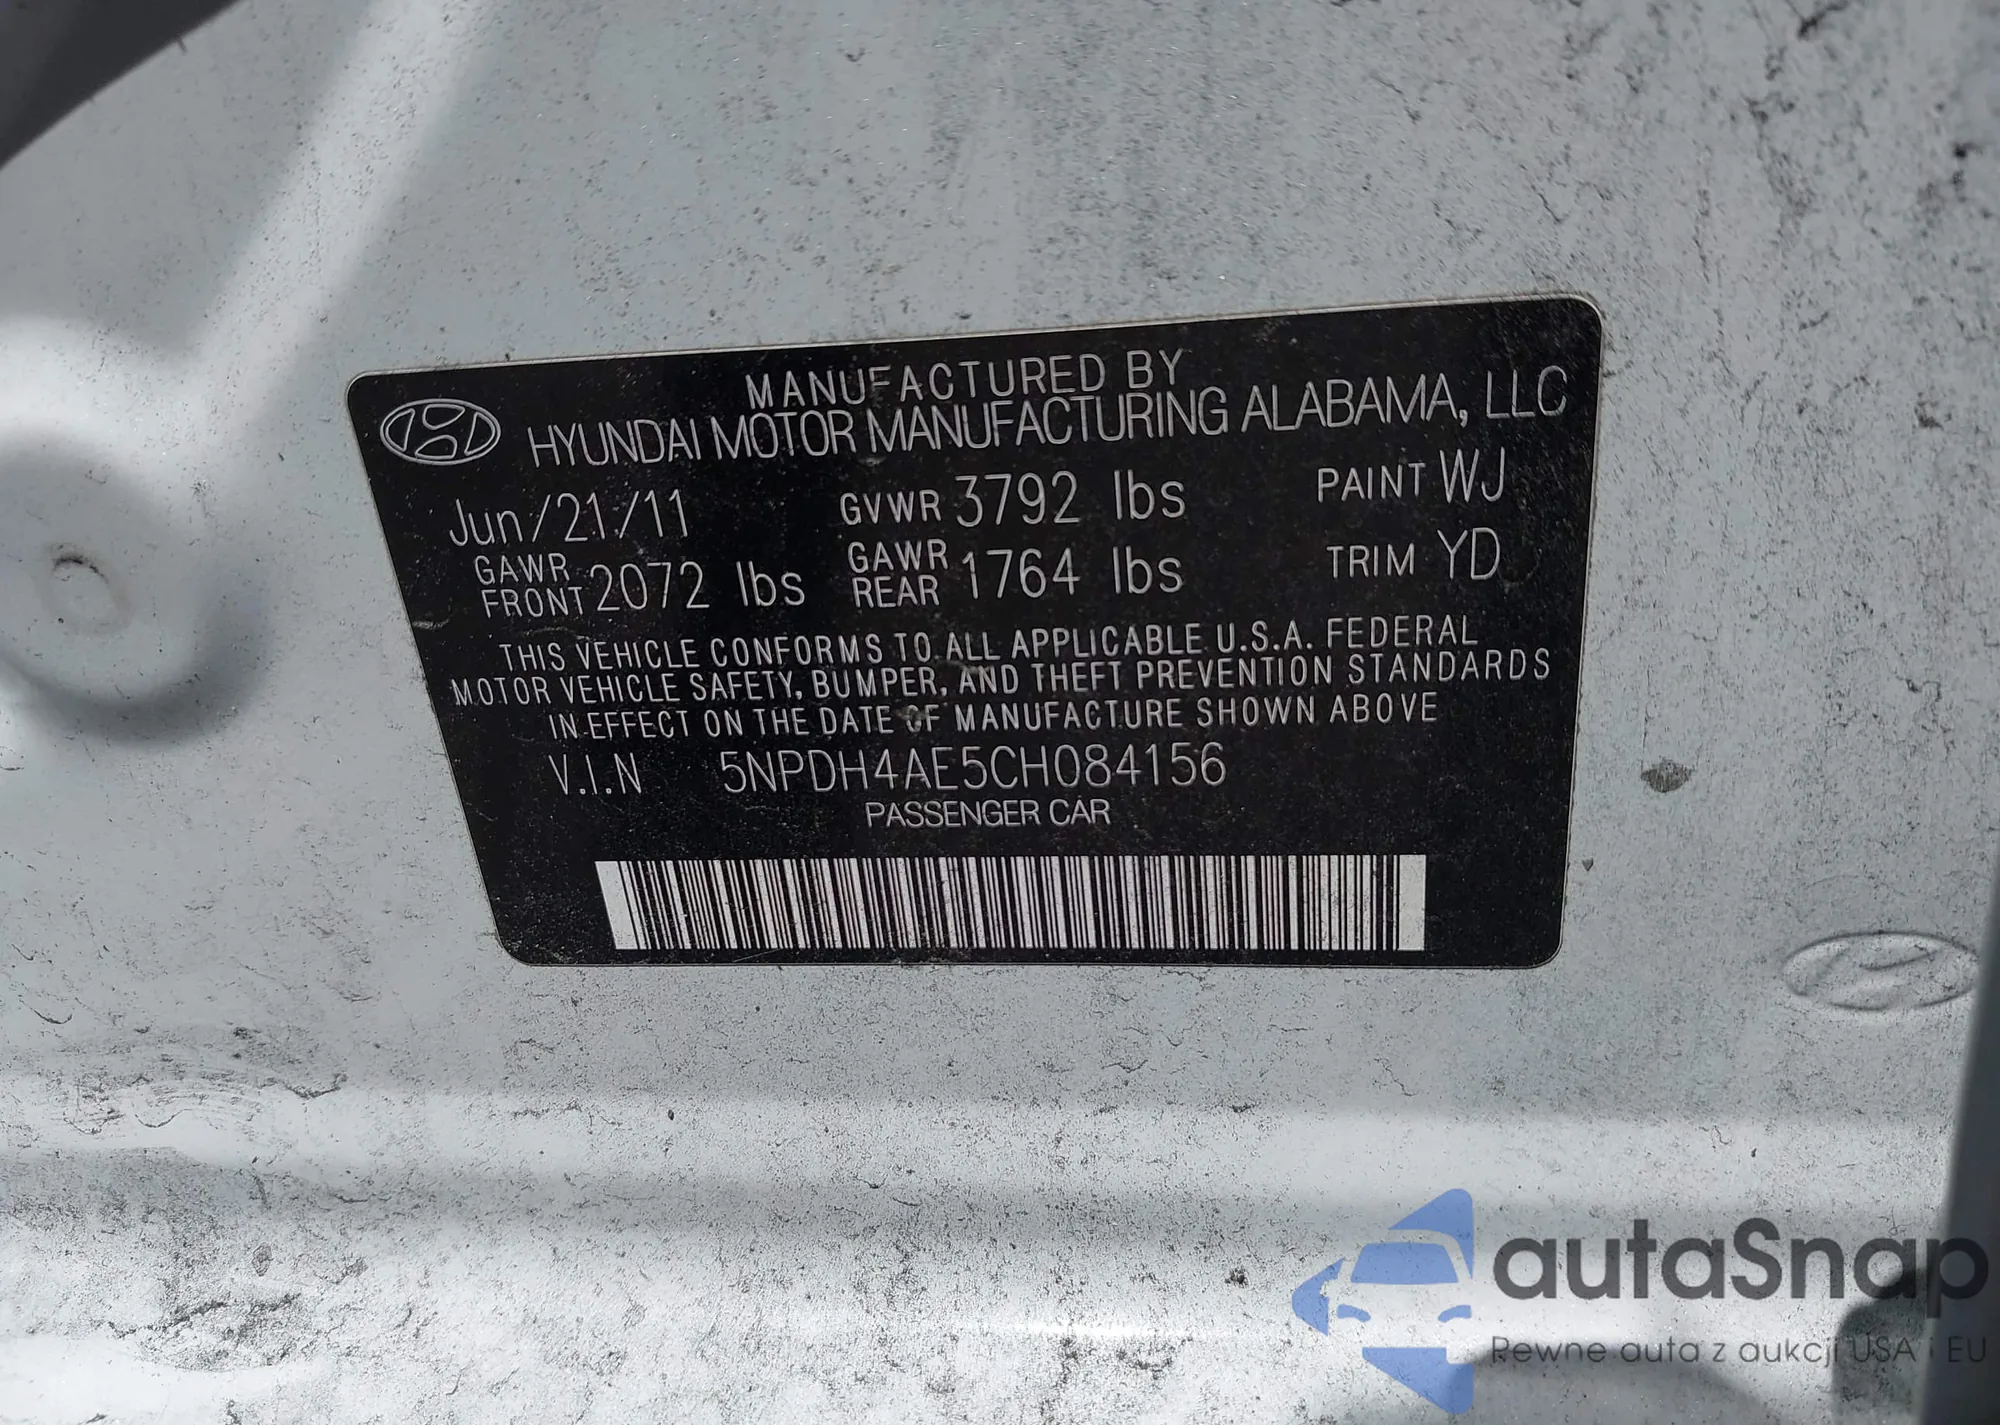 MANUFACTURED BY
HYUNDAI MOTOR MANUFACTURING ALABAMA, LLC
Jun/21/11 GVWR 3792 lbs PAINT WJ
GAWR FRONT 2072 lbs GAWR REAR 1764 lbs TRIM YD
THIS VEHICLE CONFORMS TO ALL APPLICABLE U.S.A. FEDERAL
MOTOR VEHICLE SAFETY, BUMPER, AND THEFT PREVENTION STANDARDS
IN EFFECT ON THE DATE OF MANUFACTURE SHOWN ABOVE
V.I.N 5NPDH4AE5CH084156
PASSENGER CAR
autaSnap
Pewne auta z aukcji USA i EU